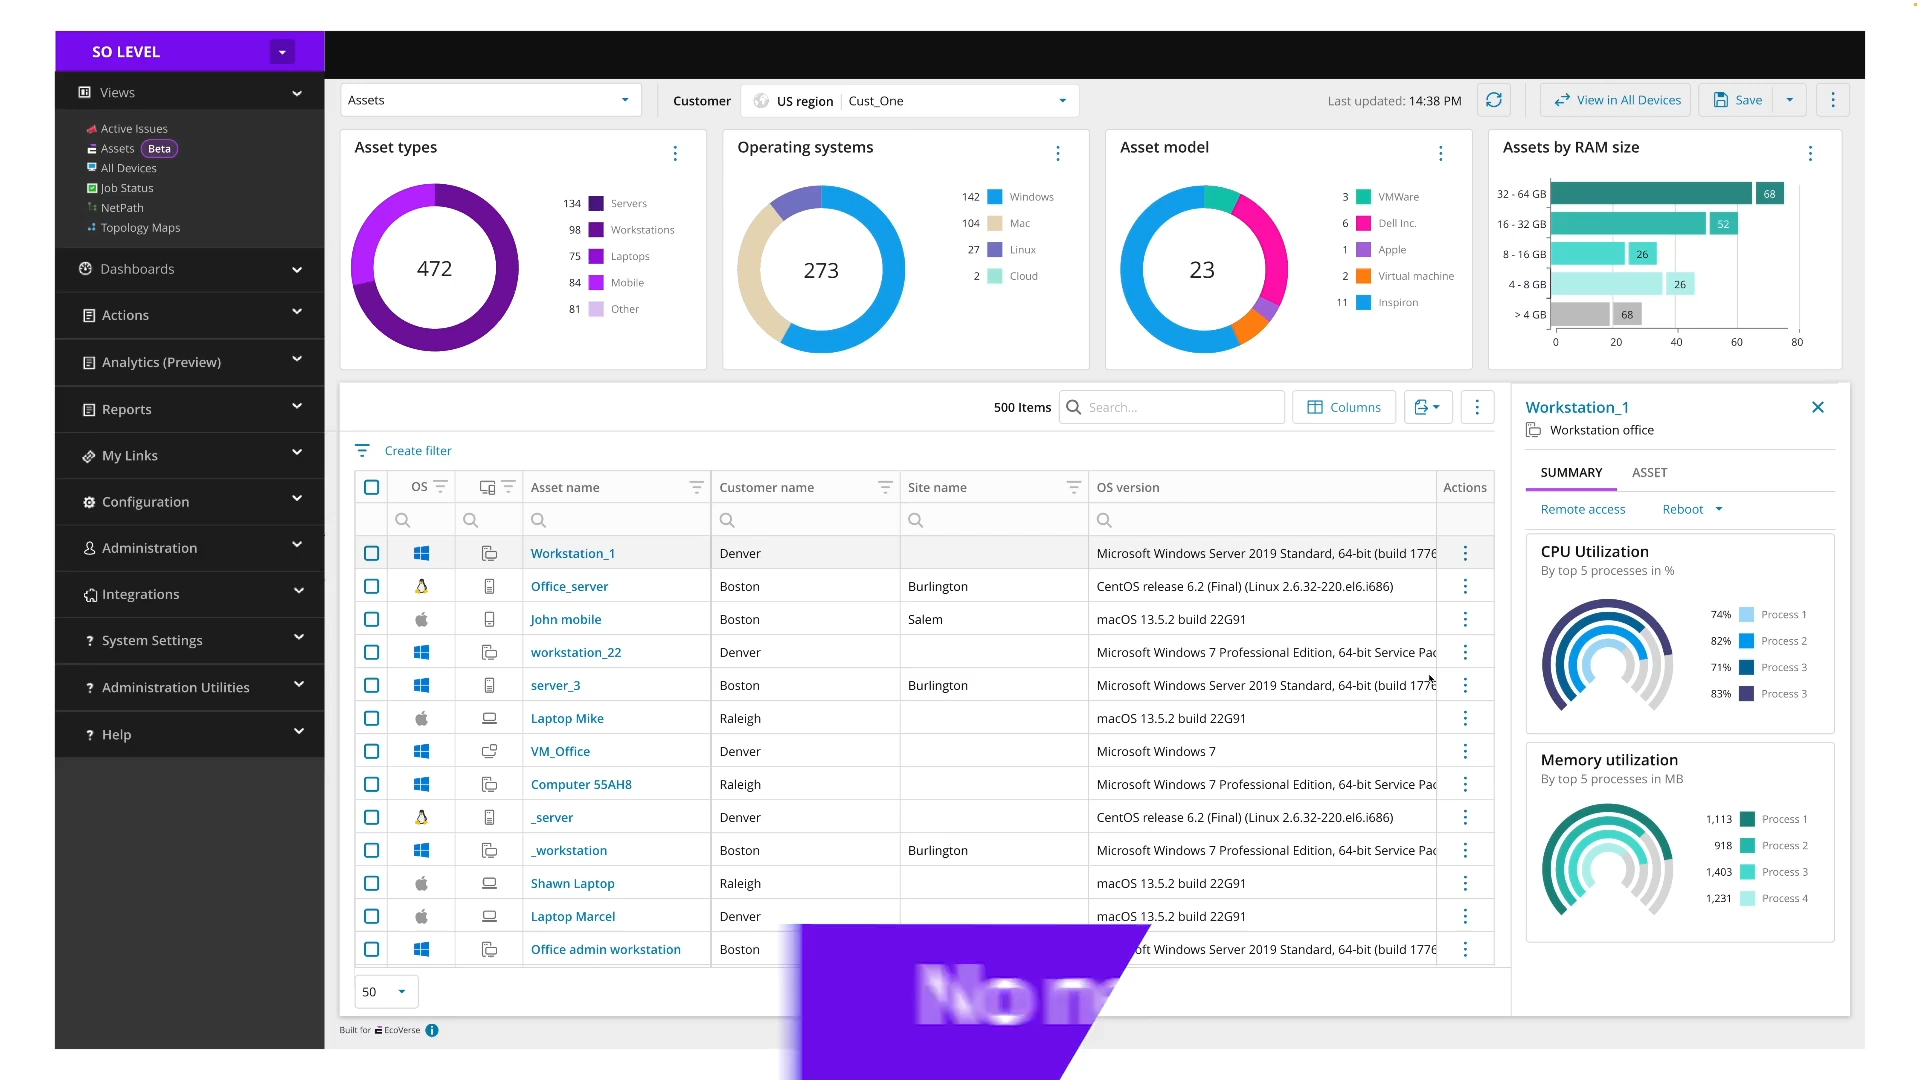 SO LEVEL
Views
Active Issues
Assets Beta
All Devices
Job Status
NetPath
Topology Maps
Dashboards
Actions
Analytics (Preview)
Reports
My Links
Configuration
Administration
Integrations
System Settings
Administration Utilities
Help
Assets
Customer US region Cust_One
Last updated: 14:38 PM
View in All Devices
Save
Asset types
472
134 Servers
98 Workstations
75 Laptops
84 Mobile
81 Other
Operating systems
273
142 Windows
104 Mac
27 Linux
2 Cloud
Asset model
23
3 VMWare
6 Dell Inc.
1 Apple
2 Virtual machine
11 Inspiron
Assets by RAM size
32 - 64 GB 68
16 - 32 GB 52
8 - 16 GB 26
4 - 8 GB 26
> 4 GB 68
0 20 40 60 80
500 Items Search... Columns
Create filter
OS Asset name Customer name Site name OS version Actions
Workstation_1 Denver Microsoft Windows Server 2019 Standard, 64-bit (build 1776
Office_server Boston Burlington CentOS release 6.2 (Final) (Linux 2.6.32-220.el6.i686)
John mobile Boston Salem macOS 13.5.2 build 22G91
workstation_22 Denver Microsoft Windows 7 Professional Edition, 64-bit Service Pac
server_3 Boston Burlington Microsoft Windows Server 2019 Standard, 64-bit (build 1776
Laptop Mike Raleigh macOS 13.5.2 build 22G91
VM_Office Denver Microsoft Windows 7
Computer 55AH8 Raleigh Microsoft Windows 7 Professional Edition, 64-bit Service Pac
_server Denver CentOS release 6.2 (Final) (Linux 2.6.32-220.el6.i686)
_workstation Boston Burlington Microsoft Windows 7 Professional Edition, 64-bit Service Pac
Shawn Laptop Raleigh macOS 13.5.2 build 22G91
Laptop Marcel Denver macOS 13.5.2 build 22G91
Office admin workstation Boston oft Windows Server 2019 Standard, 64-bit (build 1776
50
Built for EcoVerse
No
Workstation_1
Workstation office
SUMMARY ASSET
Remote access Reboot
CPU Utilization
By top 5 processes in %
74% Process 1
82% Process 2
71% Process 3
83% Process 3
Memory utilization
By top 5 processes in MB
1,113 Process 1
918 Process 2
1,403 Process 3
1,231 Process 4